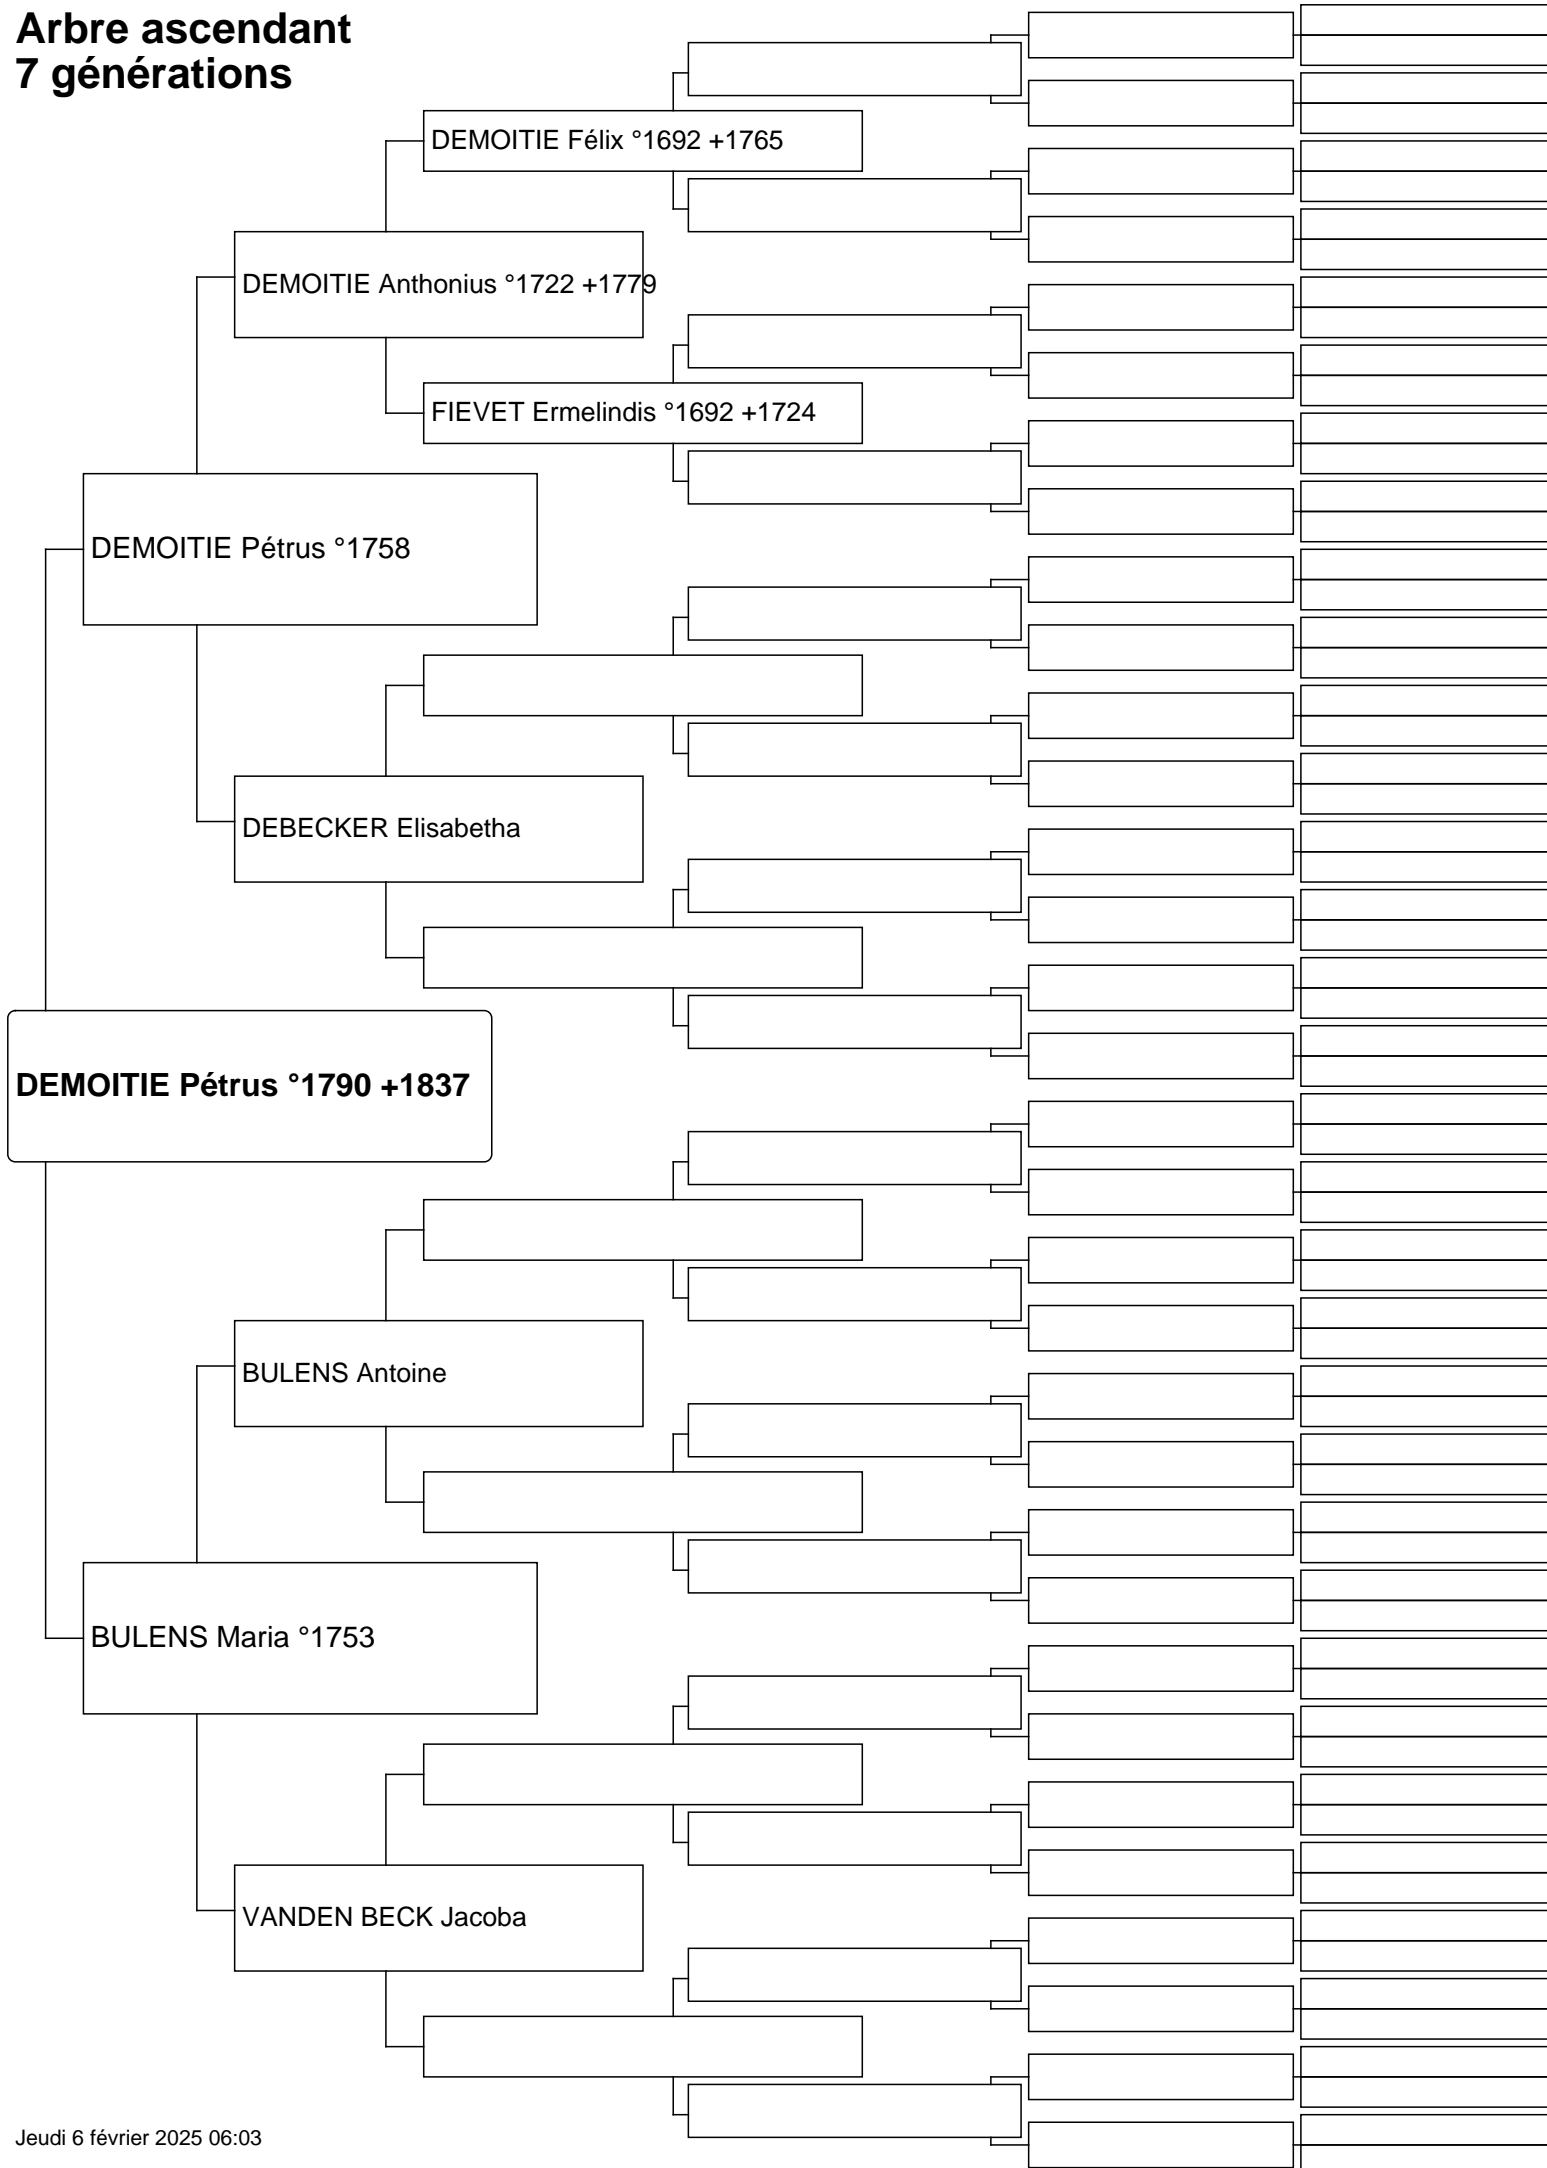 Arbre ascendant
7 générations
DEMOITIE Félix °1692 +1765
DEMOITIE Anthonius °1722 +1779
FIEVET Ermelindis °1692 +1724
DEMOITIE Pétrus °1758
DEBECKER Elisabetha
DEMOITIE Pétrus °1790 +1837
BULENS Antoine
BULENS Maria °1753
VANDEN BECK Jacoba
Jeudi 6 février 2025 06:03